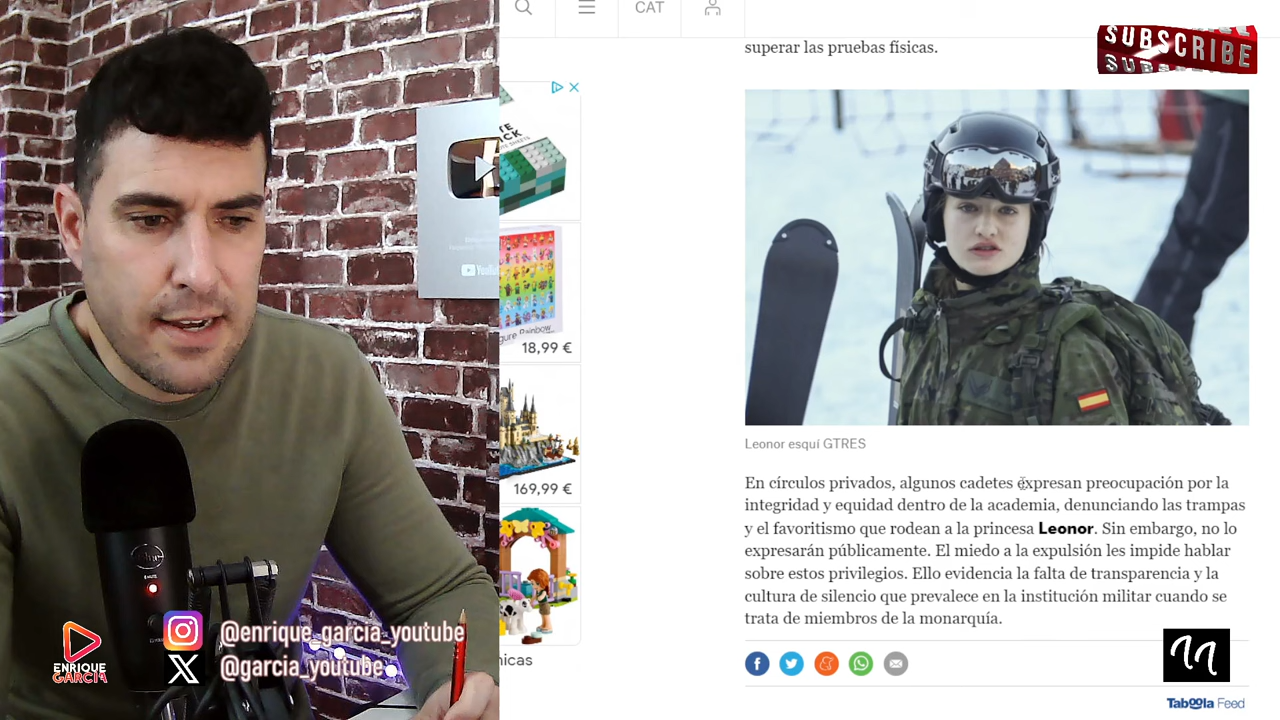 CAT
SUBSCRIBE
superar las pruebas físicas.
18,99 €
169,99 €
Leonor esquí GTRES
En círculos privados, algunos cadetes expresan preocupación por la
integridad y equidad dentro de la academia, denunciando las trampas
y el favoritismo que rodean a la princesa Leonor. Sin embargo, no lo
expresarán públicamente. El miedo a la expulsión les impide hablar
sobre estos privilegios. Ello evidencia la falta de transparencia y la
cultura de silencio que prevalece en la institución militar cuando se
trata de miembros de la monarquía.
@enrique_garcia_youtube
@garcia_youtube
ENRIQUE
GARCIA
nicas
Taboola Feed